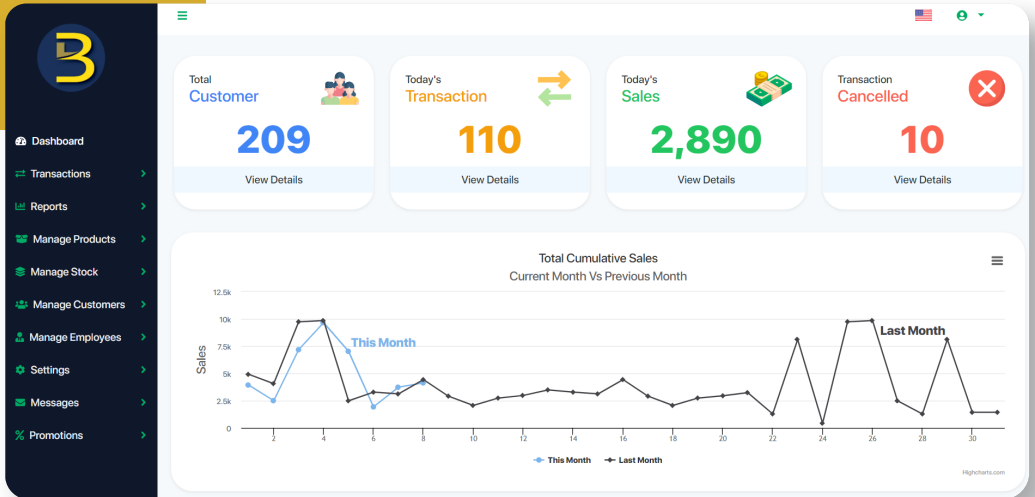 B
Dashboard
Transactions
Reports
Manage Products
Manage Stock
Manage Customers
Manage Employees
Settings
Messages
Promotions
Total
Customer
209
View Details
Today's
Transaction
110
View Details
Today's
Sales
2,890
View Details
Transaction
Cancelled
10
View Details
Total Cumulative Sales
Current Month Vs Previous Month
Sales
12.5k
10k
7.5k
5k
2.5k
0
This Month
Last Month
2 4 6 8 10 12 14 16 18 20 22 24 26 28 30
This Month Last Month
Highcharts.com